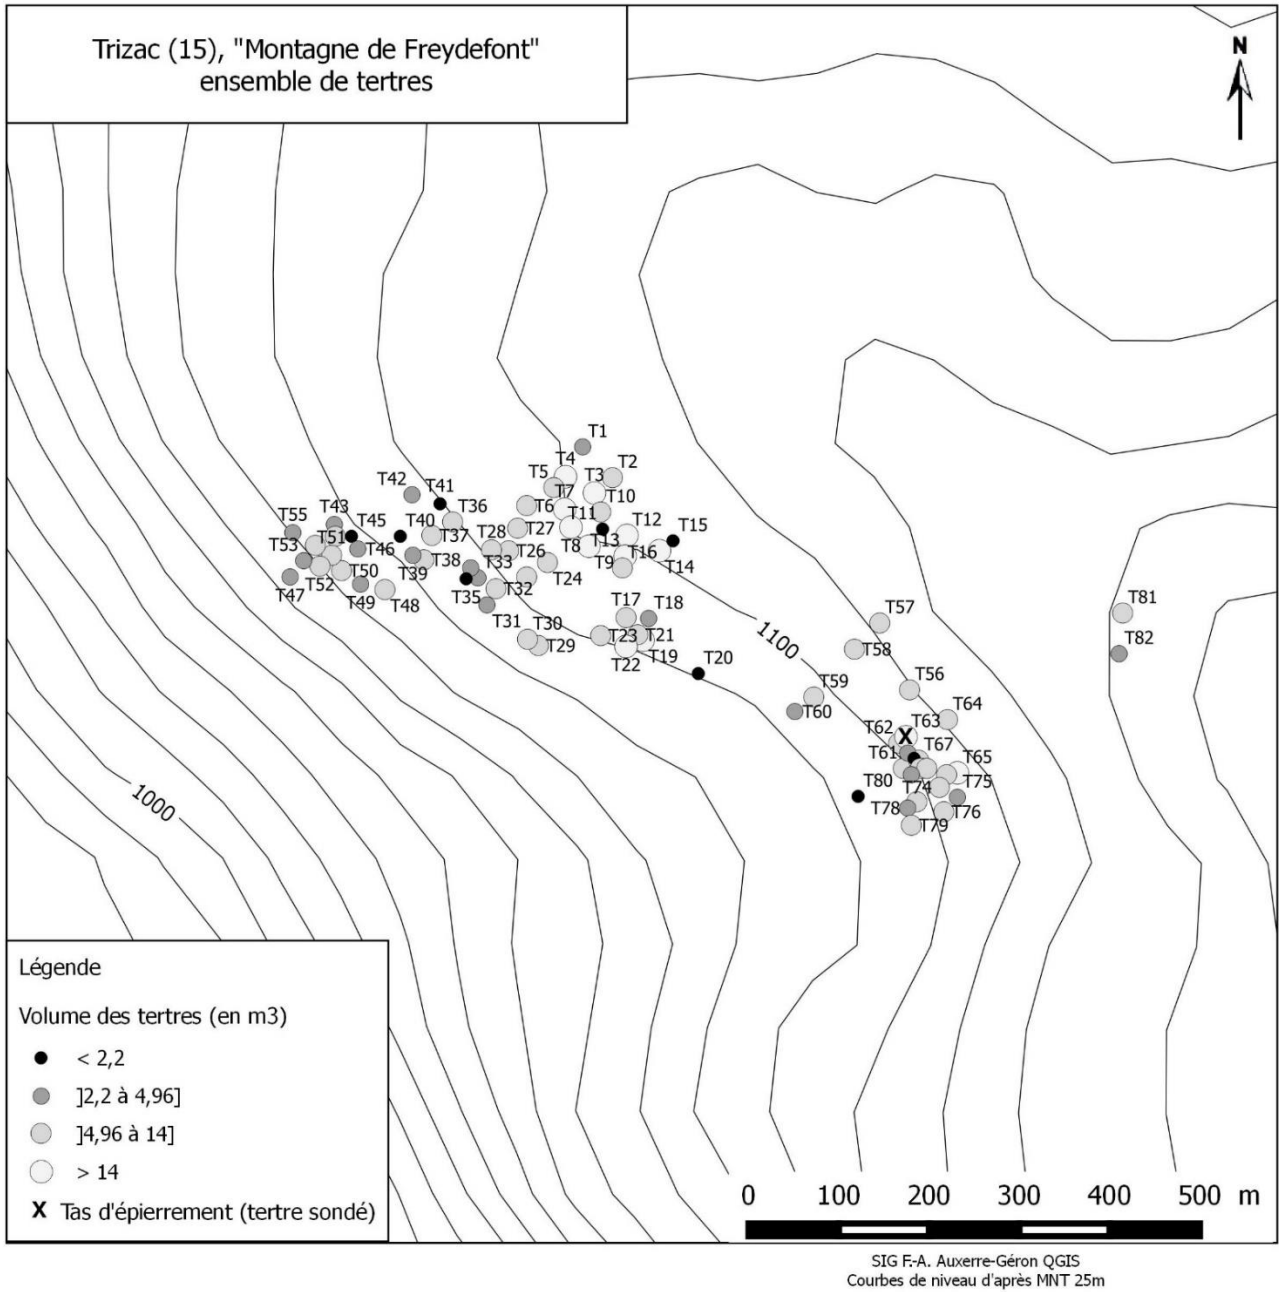 Trizac (15), "Montagne de Freydefont"
ensemble de tertres
N
T1
T4
T5
T3
T2
T7
T42
T41
T6
T10
T55
T43
T45
T40
T36
T11
T12
T15
T37
T28
T27
T13
T53
T51
T46
T38
T33
T26
T8
T16
T14
T39
T9
T24
T52
T50
T47
T49
T48
T35
T32
T31
T17
T18
T57
T81
T30
T29
T23
T21
T22
T19
T20
1100
T58
T82
T59
T56
T60
T64
T62
T63
X
T61
T67
T65
T80
T74
T75
T78
T76
T79
1000
Légende
Volume des tertres (en m3)
< 2,2
]2,2 à 4,96]
]4,96 à 14]
> 14
X Tas d'épierrement (tertre sondé)
0 100 200 300 400 500 m
SIG F.-A. Auxerre-Géron QGIS
Courbes de niveau d'après MNT 25m